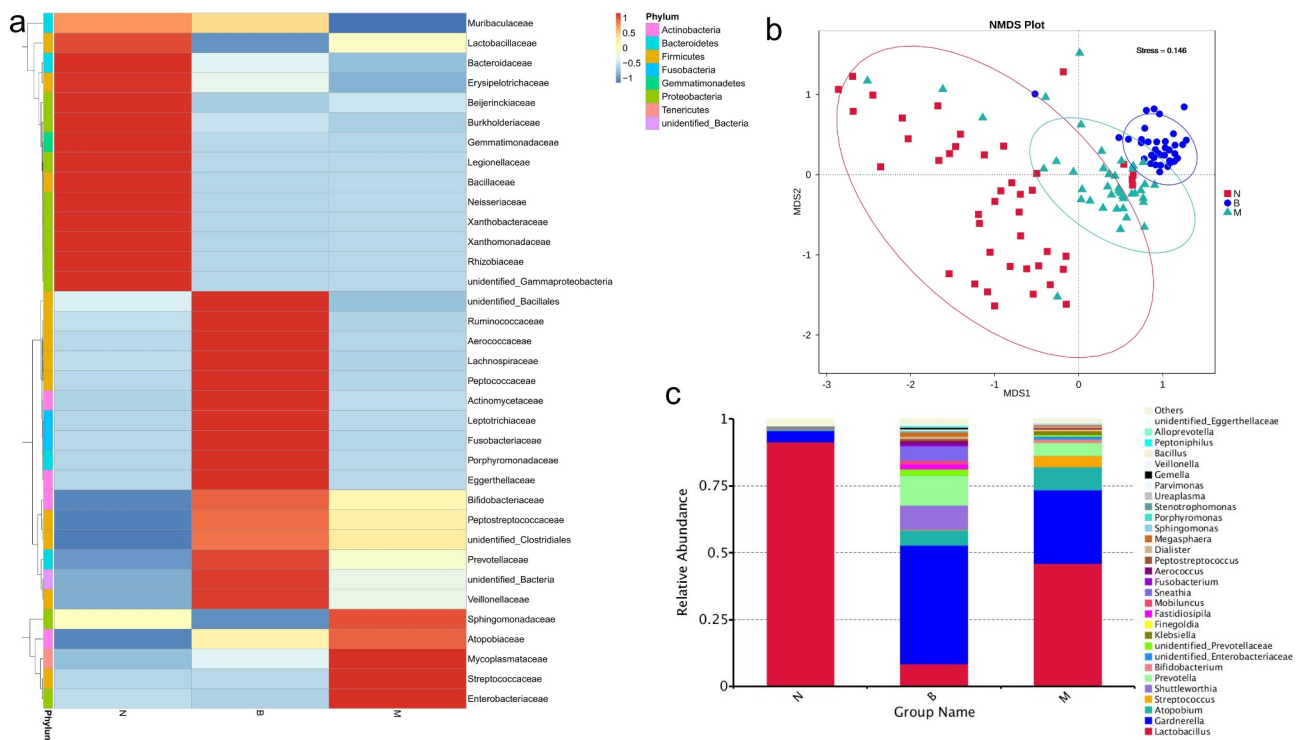 a
Muribaculaceae
Lactobacillaceae
Bacteroidaceae
Erysipelotrichaceae
Beijerinckiaceae
Burkholderiaceae
Gemmatimonadaceae
Legionellaceae
Bacillaceae
Neisseriaceae
Xanthobacteraceae
Xanthomonadaceae
Rhizobiaceae
unidentified_Gammaproteobacteria
unidentified_Bacillales
Ruminococcaceae
Aerococcaceae
Lachnospiraceae
Peptococcaceae
Actinomycetaceae
Leptotrichiaceae
Fusobacteriaceae
Porphyromonadaceae
Eggerthellaceae
Bifidobacteriaceae
Peptostreptococcaceae
unidentified_Clostridiales
Prevotellaceae
unidentified_Bacteria
Veillonellaceae
Sphingomonadaceae
Atopobiaceae
Mycoplasmataceae
Streptococcaceae
Enterobacteriaceae
Phylum
N
B
M
1
0.5
0
−0.5
−1
Phylum
Actinobacteria
Bacteroidetes
Firmicutes
Fusobacteria
Gemmatimonadetes
Proteobacteria
Tenericutes
unidentified_Bacteria
b
NMDS Plot
Stress = 0.146
MDS2
1
0
-1
-2
-3
-2
-1
0
1
MDS1
N
B
M
c
Relative Abundance
1
0.75
0.5
0.25
0
N
B
M
Group Name
Others
unidentified_Eggerthellaceae
Alloprevotella
Peptoniphilus
Bacillus
Veillonella
Gemella
Parvimonas
Ureaplasma
Stenotrophomonas
Porphyromonas
Sphingomonas
Megasphaera
Dialister
Peptostreptococcus
Aerococcus
Fusobacterium
Sneathia
Mobiluncus
Fastidiosipila
Finegoldia
Klebsiella
unidentified_Prevotellaceae
unidentified_Enterobacteriaceae
Bifidobacterium
Prevotella
Shuttleworthia
Streptococcus
Atopobium
Gardnerella
Lactobacillus